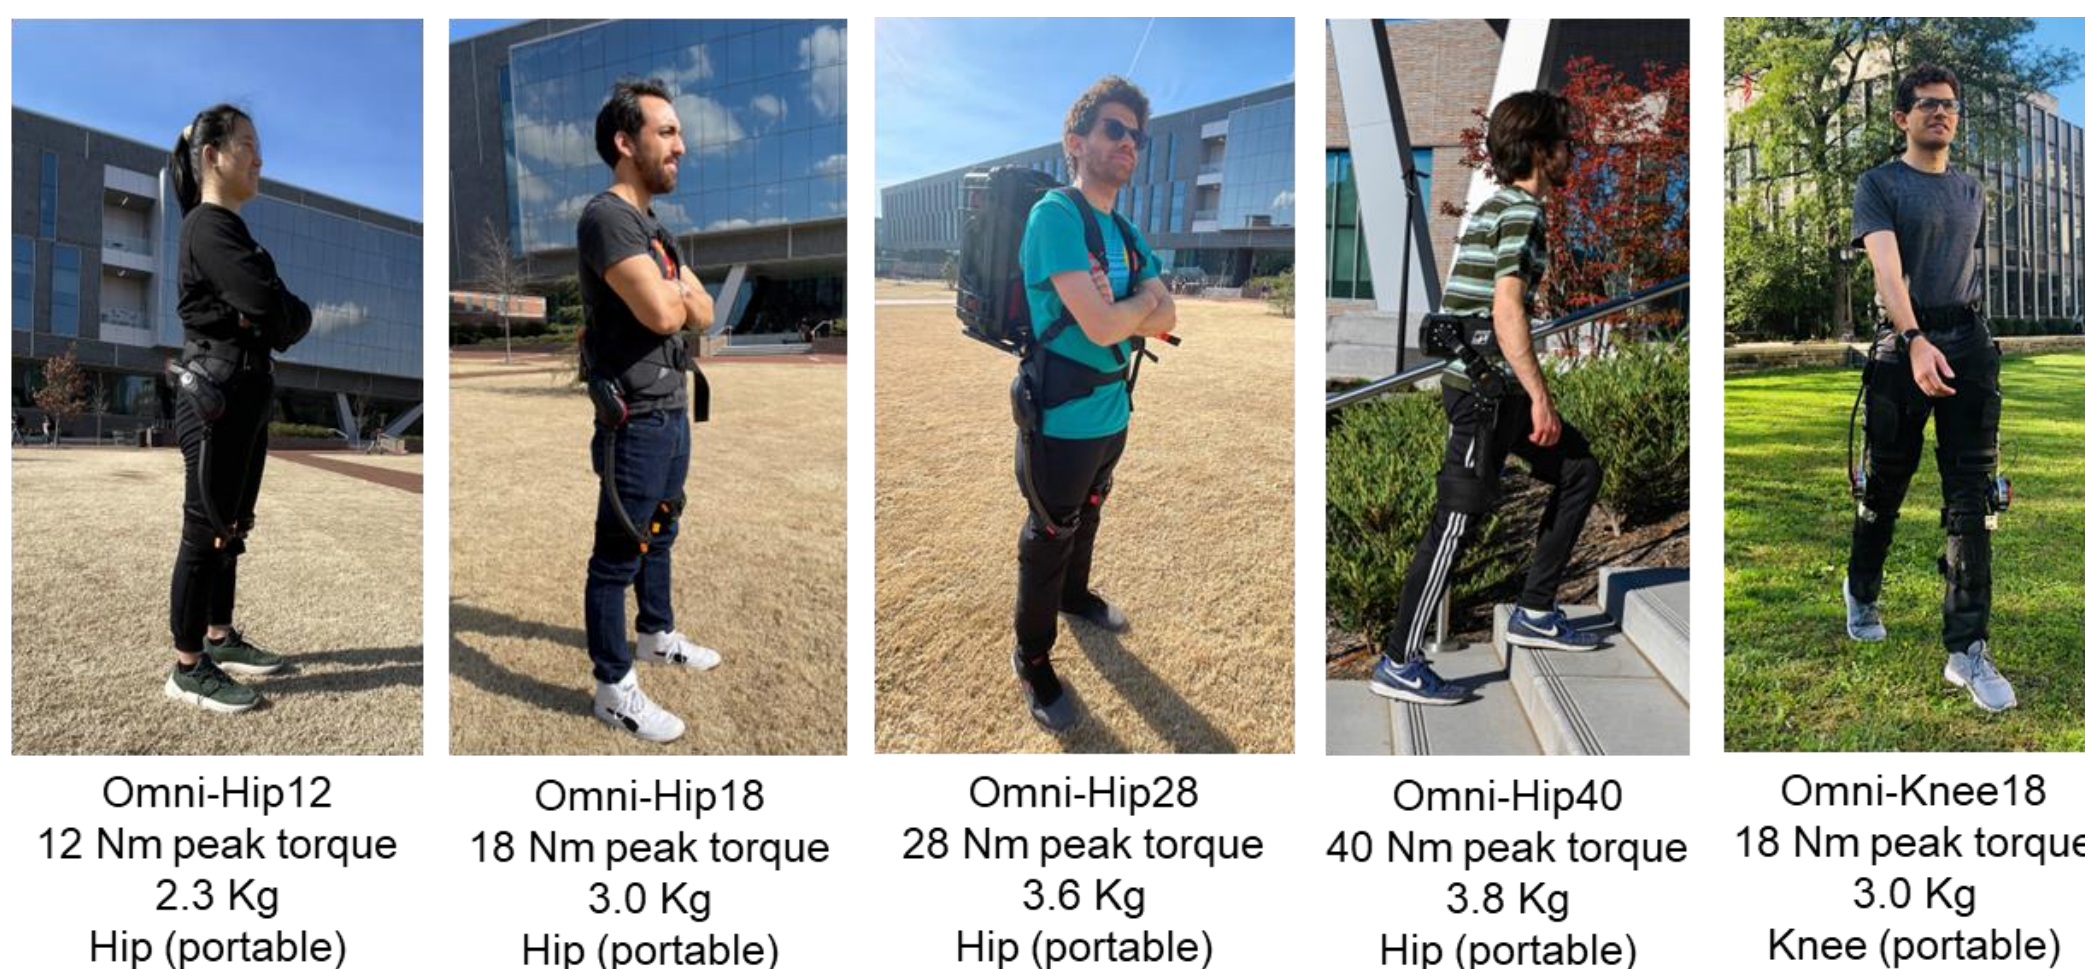 Omni-Hip12
12 Nm peak torque
2.3 Kg
Hip (portable)
Omni-Hip18
18 Nm peak torque
3.0 Kg
Hip (portable)
Omni-Hip28
28 Nm peak torque
3.6 Kg
Hip (portable)
Omni-Hip40
40 Nm peak torque
3.8 Kg
Hip (portable)
Omni-Knee18
18 Nm peak torque
3.0 Kg
Knee (portable)